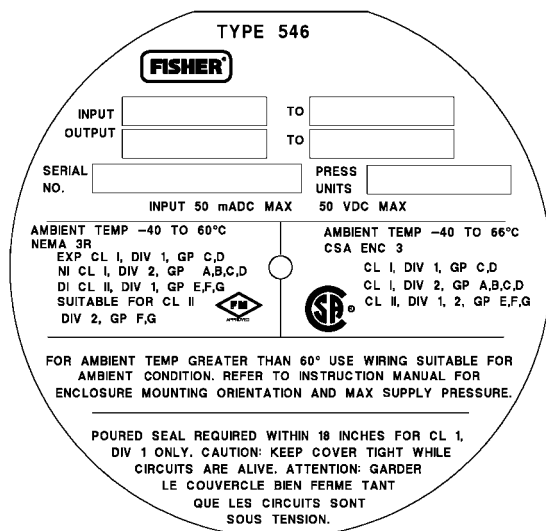 TYPE 546
FISHER®
INPUT TO
OUTPUT TO
SERIAL NO. PRESS UNITS
INPUT 50 mADC MAX 50 VDC MAX
AMBIENT TEMP -40 TO 60°C
NEMA 3R
EXP CL I, DIV 1, GP C,D
NI CL I, DIV 2, GP A,B,C,D
DI CL II, DIV 1, GP E,F,G
SUITABLE FOR CL II
DIV 2, GP F,G
FM
APPROVED
AMBIENT TEMP -40 TO 66°C
CSA ENC 3
CL I, DIV 1, GP C,D
CL I, DIV 2, GP A,B,C,D
CL II, DIV 1, 2, GP E,F,G
SA ®
FOR AMBIENT TEMP GREATER THAN 60° USE WIRING SUITABLE FOR
AMBIENT CONDITION. REFER TO INSTRUCTION MANUAL FOR
ENCLOSURE MOUNTING ORIENTATION AND MAX SUPPLY PRESSURE.
POURED SEAL REQUIRED WITHIN 18 INCHES FOR CL 1,
DIV 1 ONLY. CAUTION: KEEP COVER TIGHT WHILE
CIRCUITS ARE ALIVE. ATTENTION: GARDER
LE COUVERCLE BIEN FERME TANT
QUE LES CIRCUITS SONT
SOUS TENSION.